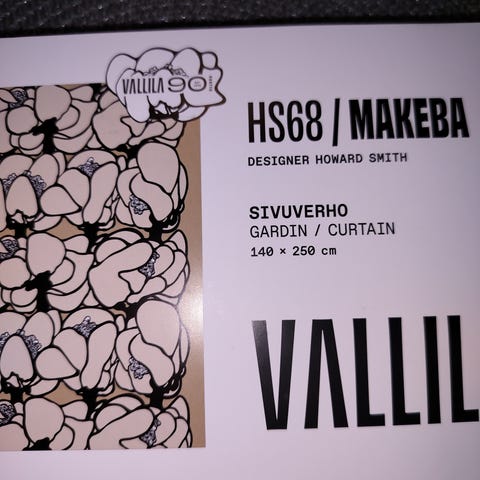 VALLILA 90
HS68 / MAKEBA
DESIGNER HOWARD SMITH
SIVUVERHO
GARDIN / CURTAIN
140 × 250 cm
VALLIL